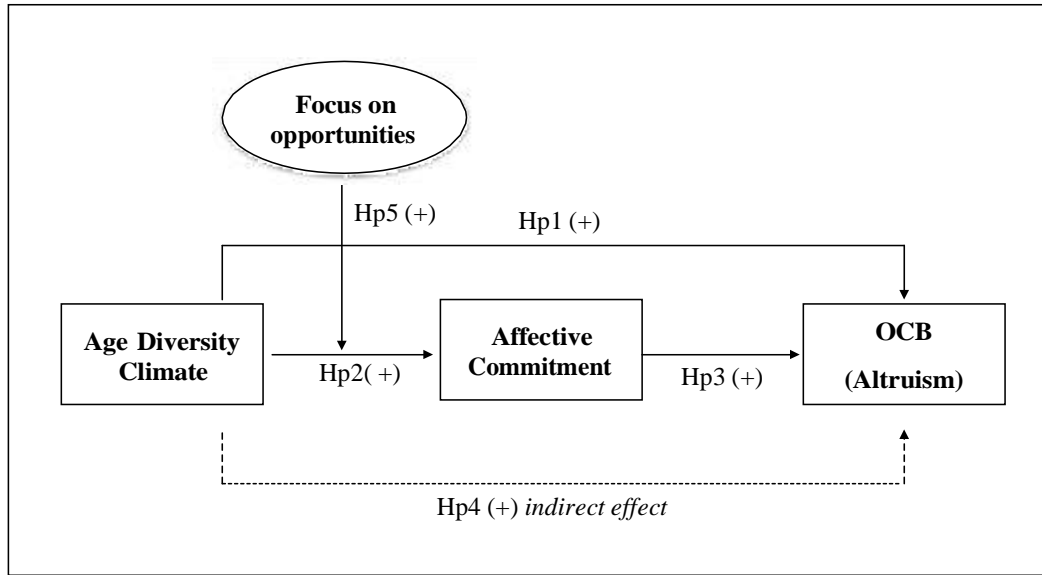 Focus on
opportunities
Hp5 (+)
Hp1 (+)
Age Diversity
Climate
Hp2( +)
Affective
Commitment
Hp3 (+)
OCB
(Altruism)
Hp4 (+) indirect effect